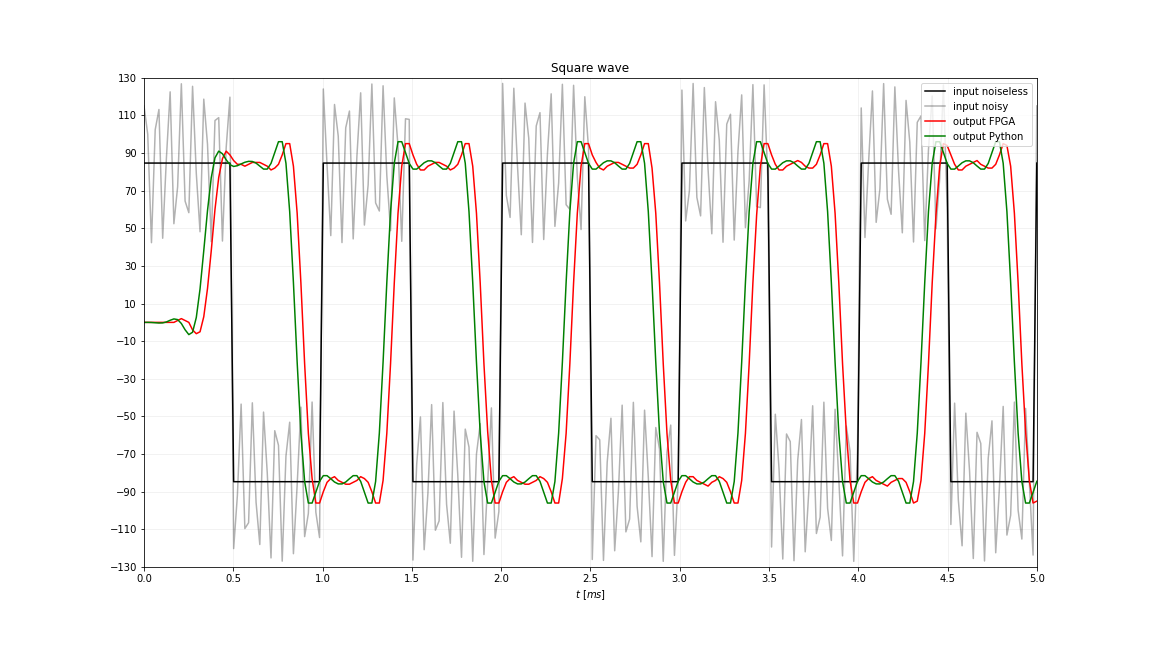 Square wave
input noiseless
input noisy
output FPGA
output Python
130
110
90
70
50
30
10
−10
−30
−50
−70
−90
−110
−130
0.0 0.5 1.0 1.5 2.0 2.5 3.0 3.5 4.0 4.5 5.0
t [ms]